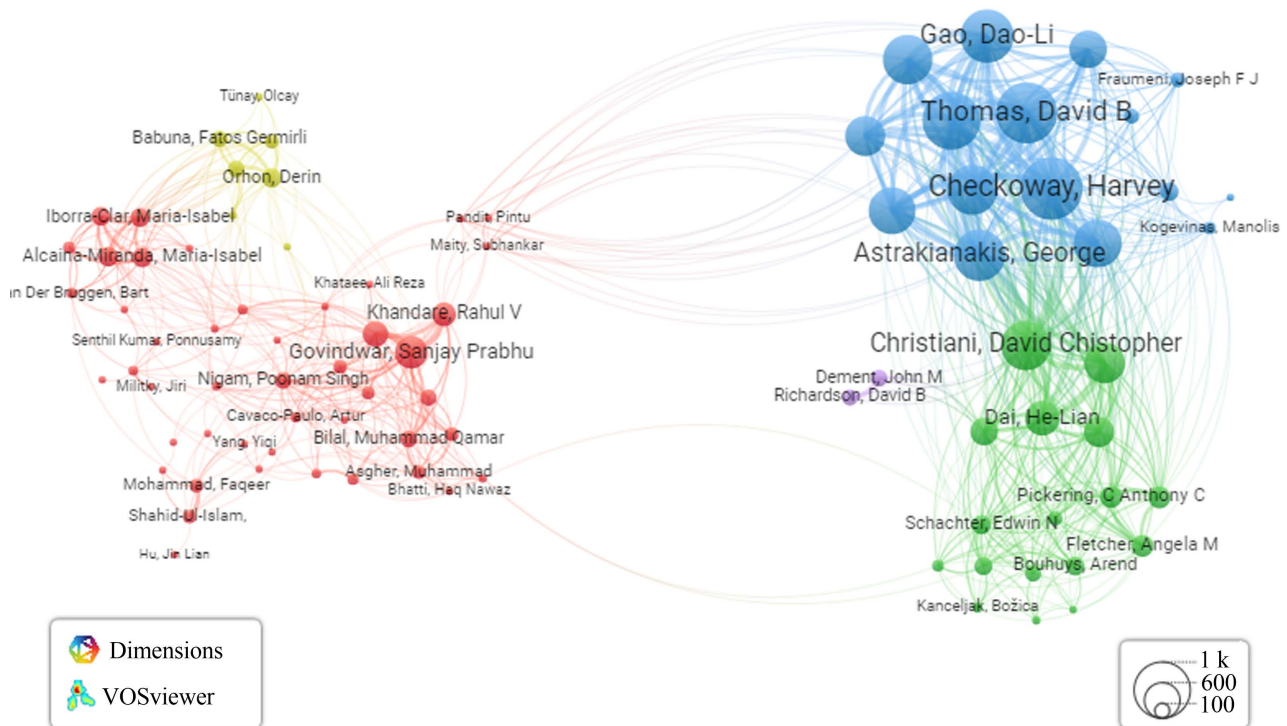 Gao, Dao-Li
Fraumeni, Joseph F J
Tünay, Olcay
Thomas, David B
Babuna, Fatos Germirli
Orhon, Derin
Checkoway, Harvey
Iborra-Clar, Maria-Isabel
Pandit, Pintu
Kogevinas, Manolis
Maity, Subhankar
Alcaina-Miranda, Maria-Isabel
Astrakianakis, George
Khataee, Ali Reza
an Der Bruggen, Bart
Khandare, Rahul V
Senthil Kumar, Ponnusamy
Christiani, David Chistopher
Govindwar, Sanjay Prabhu
Dement, John M
Nigam, Poonam Singh
Militky, Jiri
Richardson, David B
Cavaco-Paulo, Artur
Dai, He-Lian
Bilal, Muhammad Qamar
Yang, Yiqi
Asgher, Muhammad
Mohammad, Faqeer
Bhatti, Haq Nawaz
Pickering, C Anthony C
Shahid-Ul-Islam,
Schachter, Edwin N
Fletcher, Angela M
Hu, Jin Lian
Bouhuys, Arend
Kanceljak, Božica
Dimensions
VOSviewer
1 k
600
100